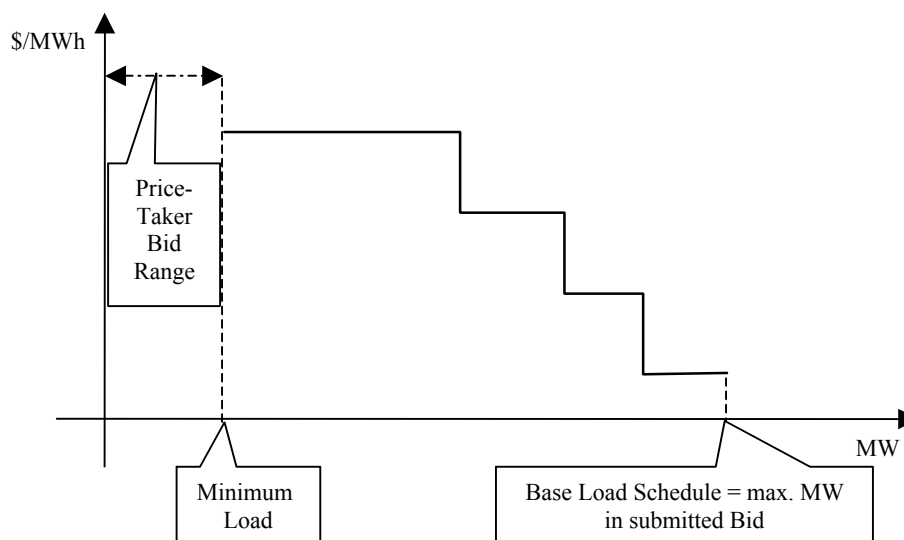 $/MWh
Price-
Taker
Bid
Range
MW
Minimum
Load
Base Load Schedule = max. MW
in submitted Bid